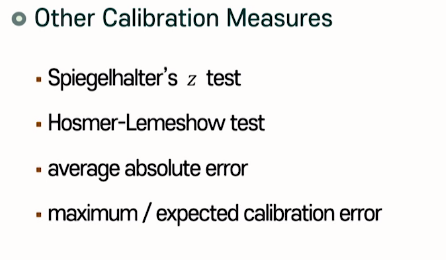 Other Calibration Measures
Spiegelhalter's z test
Hosmer-Lemeshow test
average absolute error
maximum / expected calibration error